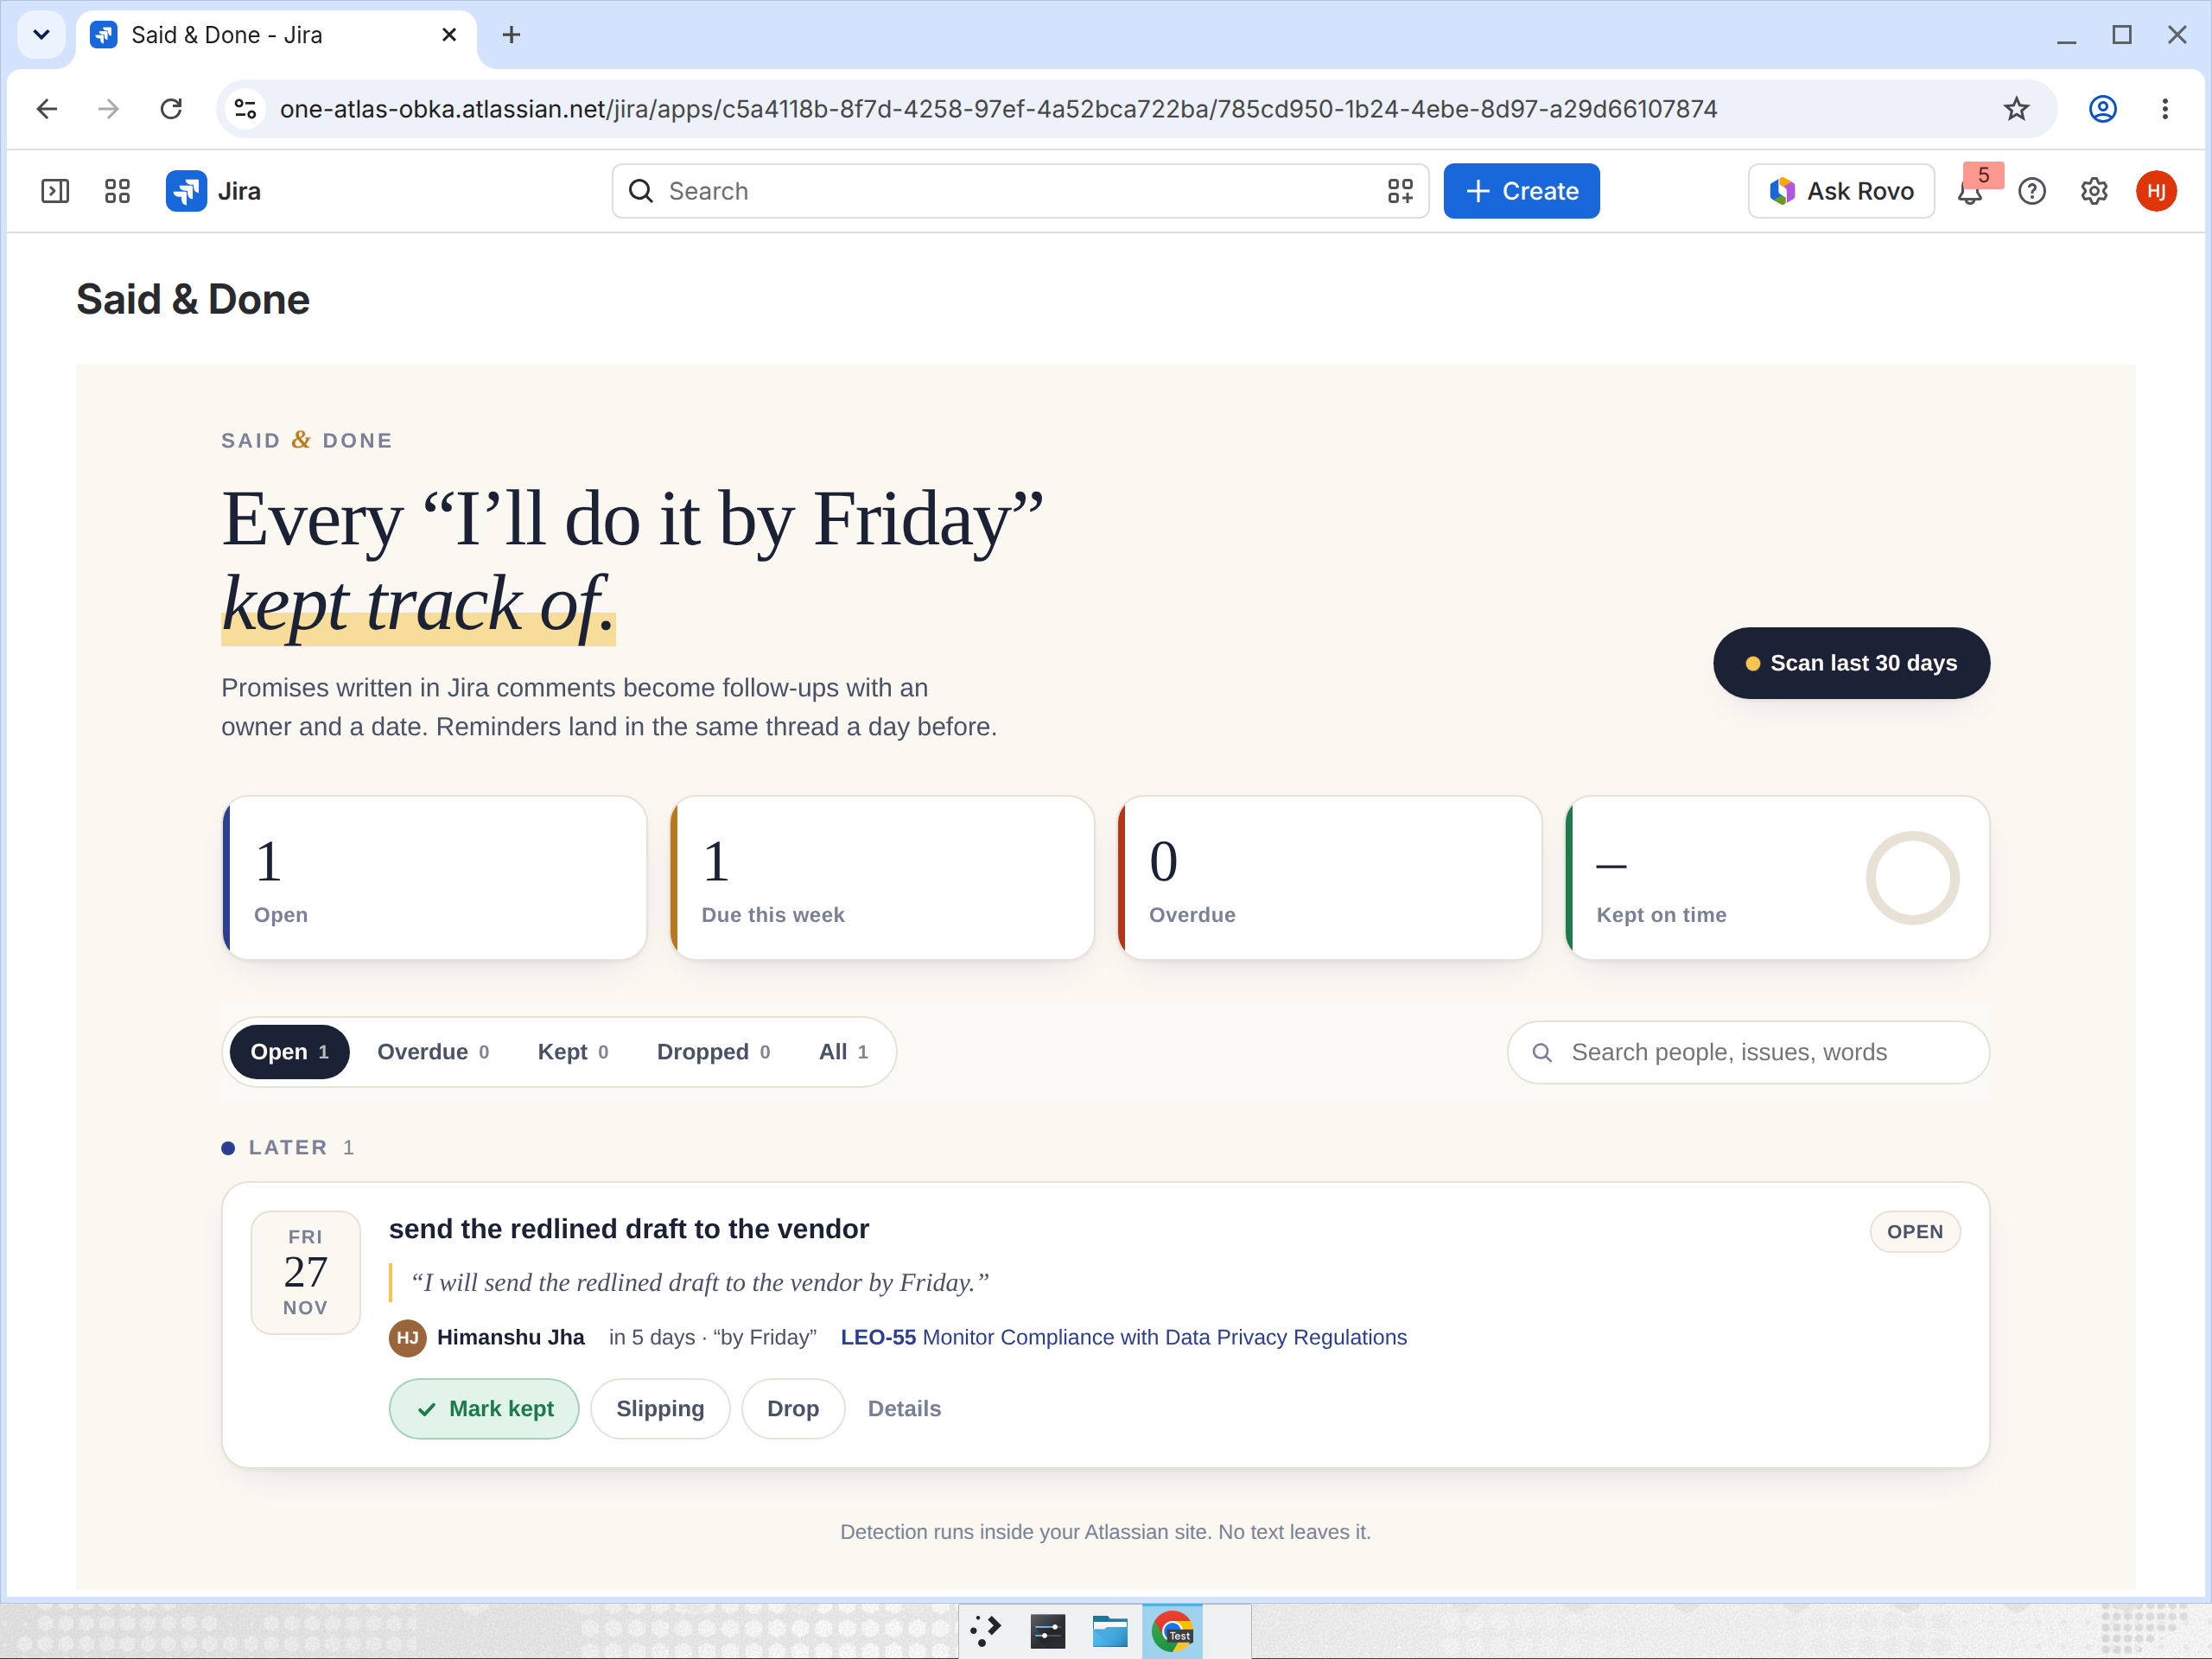 Said & Done - Jira
one-atlas-obka.atlassian.net/jira/apps/c5a4118b-8f7d-4258-97ef-4a52bca722ba/785cd950-1b24-4ebe-8d97-a29d66107874
Jira
Search
Create
Ask Rovo
5
HJ
Said & Done
SAID & DONE
Every “I’ll do it by Friday”
kept track of.
Promises written in Jira comments become follow-ups with an
owner and a date. Reminders land in the same thread a day before.
Scan last 30 days
1
Open
1
Due this week
0
Overdue
–
Kept on time
Open 1
Overdue 0
Kept 0
Dropped 0
All 1
Search people, issues, words
LATER 1
FRI
27
NOV
send the redlined draft to the vendor
OPEN
“I will send the redlined draft to the vendor by Friday.”
HJ Himanshu Jha in 5 days · “by Friday” LEO-55 Monitor Compliance with Data Privacy Regulations
Mark kept
Slipping
Drop
Details
Detection runs inside your Atlassian site. No text leaves it.
Test